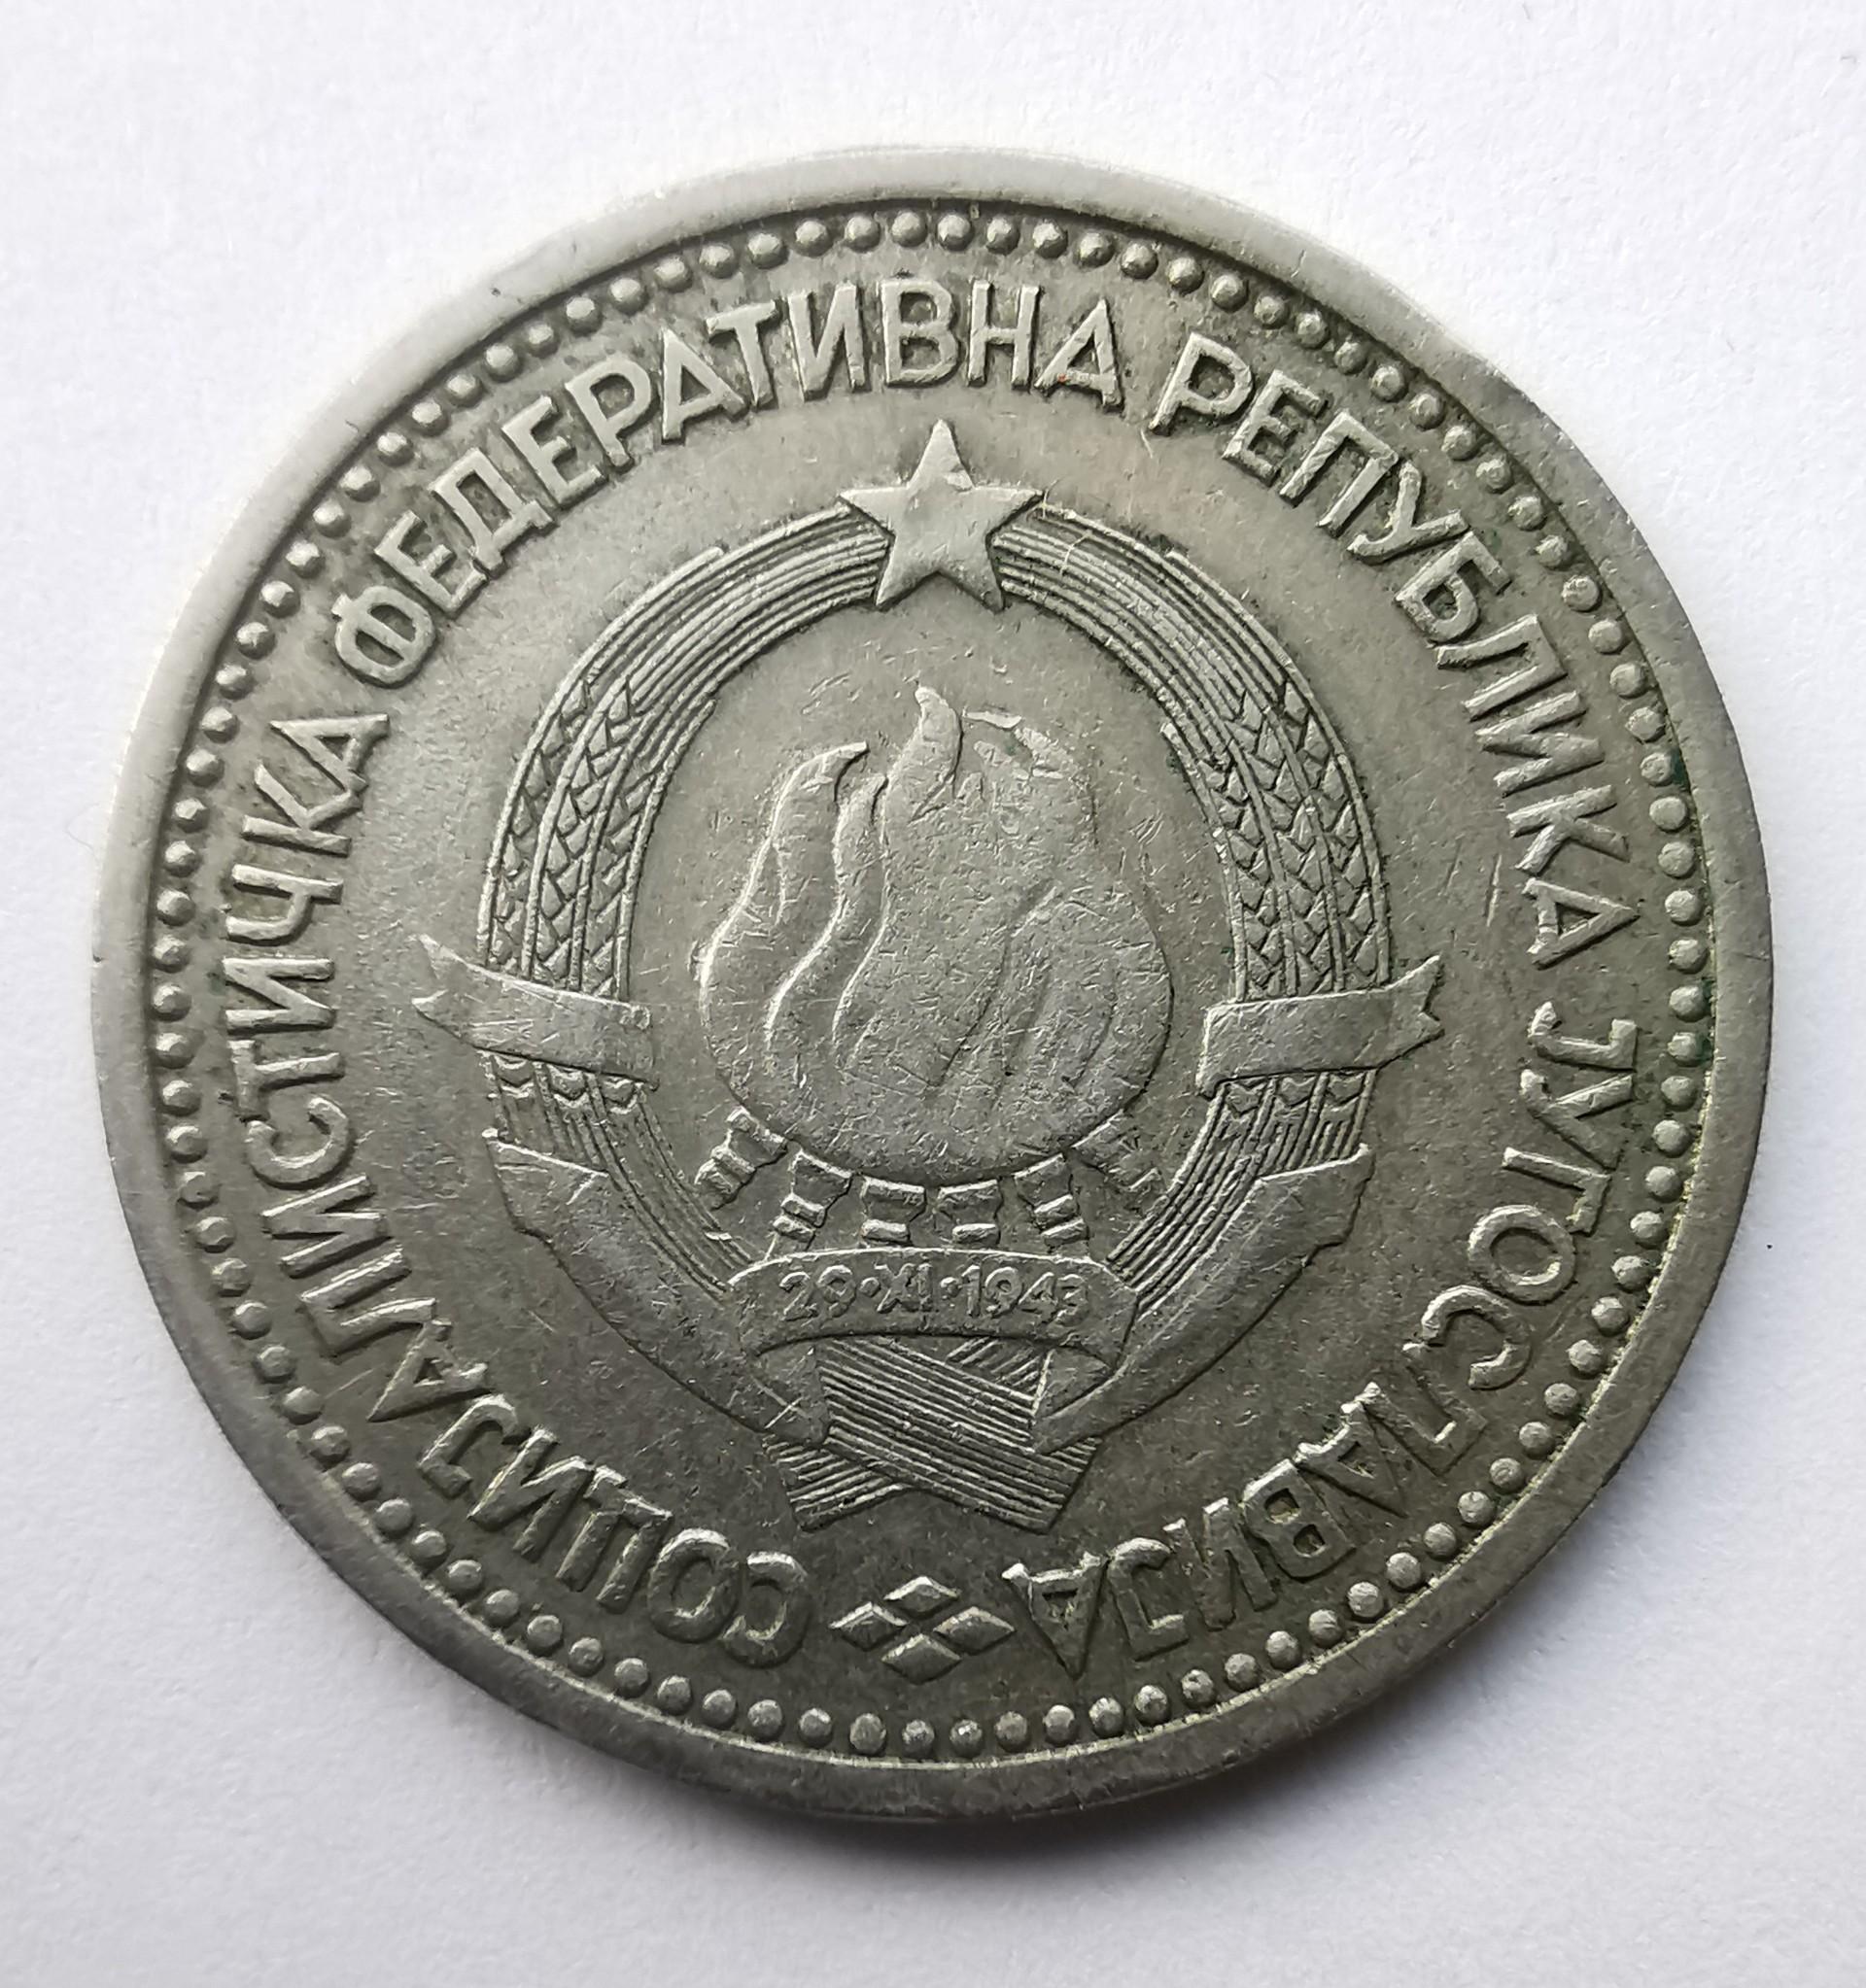 СОЦИЈАЛИСТИЧКА ФЕДЕРАТИВНА РЕПУБЛИКА ЈУГОСЛАВИЈА
29·XI·1943